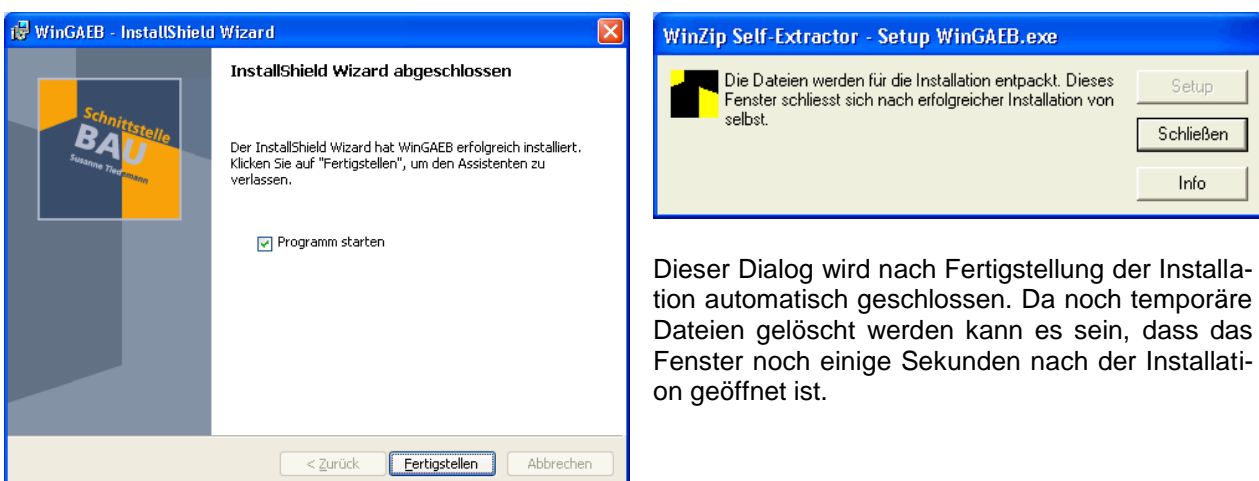 WinGAEB - InstallShield Wizard
InstallShield Wizard abgeschlossen
Schnittstelle
BAU
Susanne Tiedemann
Der InstallShield Wizard hat WinGAEB erfolgreich installiert.
Klicken Sie auf "Fertigstellen", um den Assistenten zu
verlassen.
Programm starten
< Zurück
Fertigstellen
Abbrechen
WinZip Self-Extractor - Setup WinGAEB.exe
Die Dateien werden für die Installation entpackt. Dieses
Fenster schliesst sich nach erfolgreicher Installation von
selbst.
Setup
Schließen
Info
Dieser Dialog wird nach Fertigstellung der Installa-
tion automatisch geschlossen. Da noch temporäre
Dateien gelöscht werden kann es sein, dass das
Fenster noch einige Sekunden nach der Installati-
on geöffnet ist.